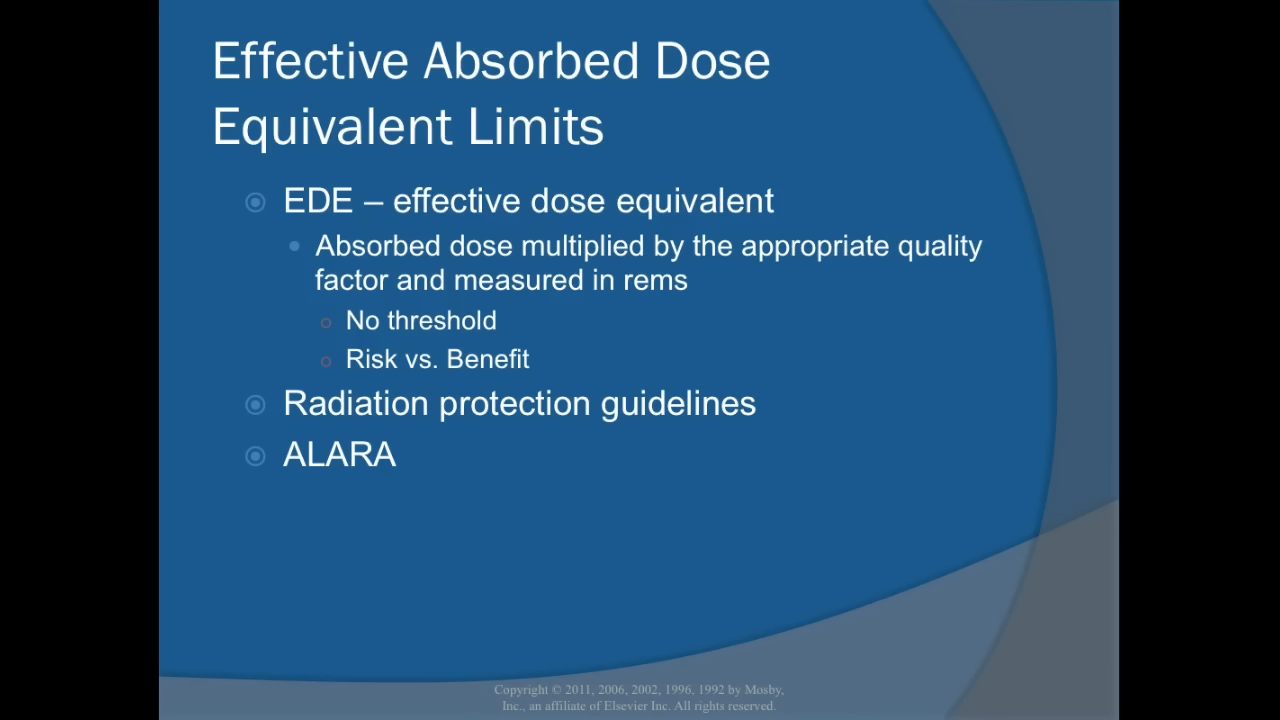 Effective Absorbed Dose
Equivalent Limits
EDE – effective dose equivalent
Absorbed dose multiplied by the appropriate quality
factor and measured in rems
No threshold
Risk vs. Benefit
Radiation protection guidelines
ALARA
Copyright © 2011, 2006, 2002, 1996, 1992 by Mosby,
Inc., an affiliate of Elsevier Inc. All rights reserved.